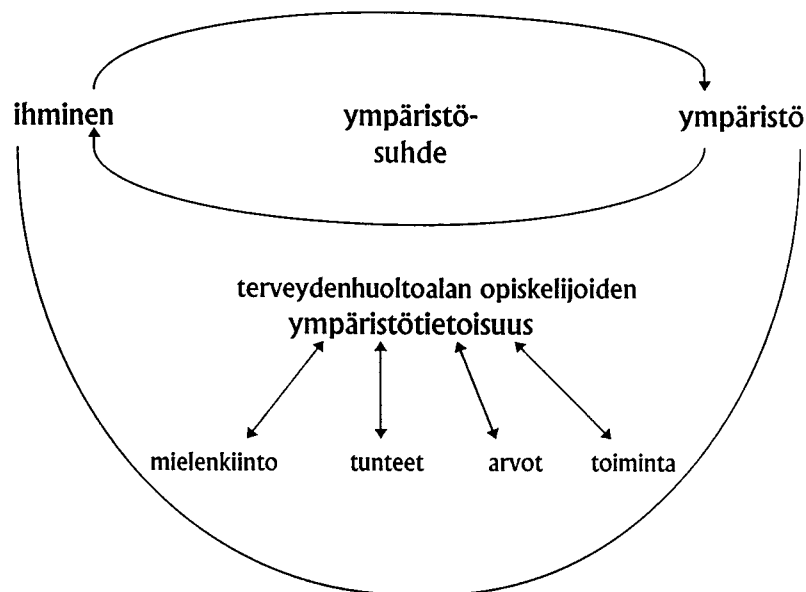 ihminen ympäristö- ympäristö
suhde
terveydenhuoltoalan opiskelijoiden
ympäristötietoisuus
mielenkiinto tunteet arvot toiminta